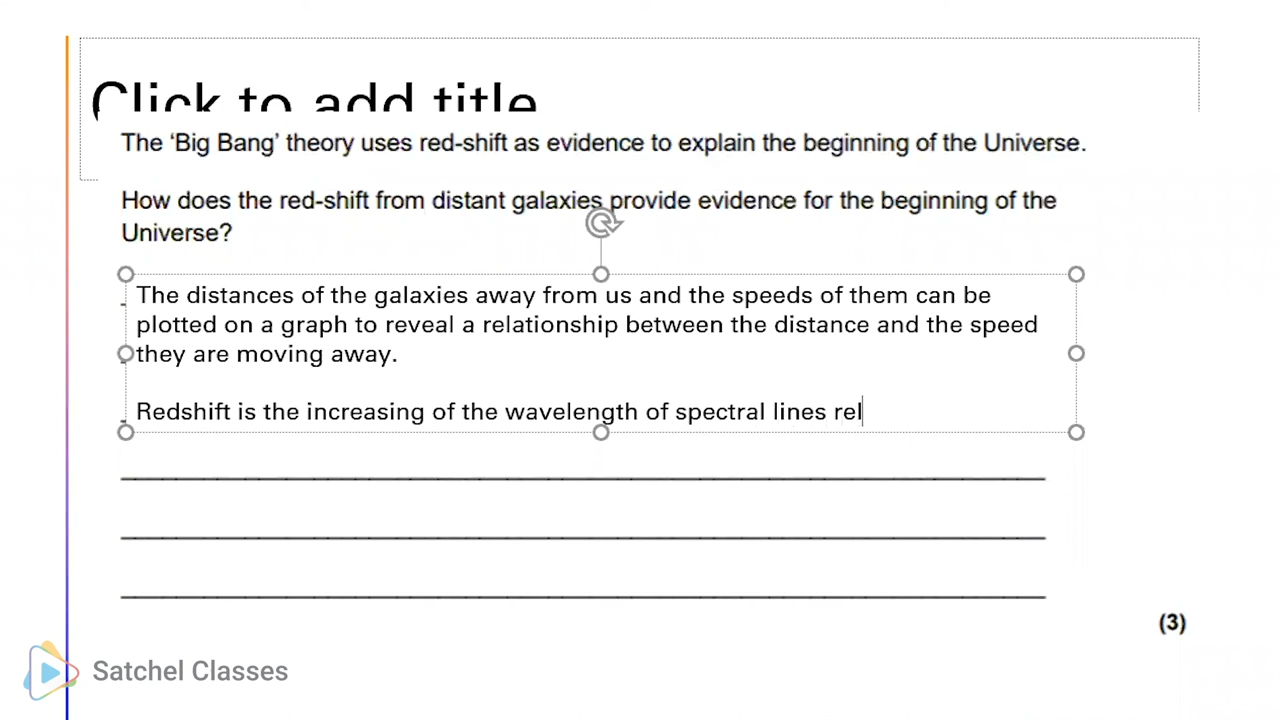 Click to add title
The ‘Big Bang’ theory uses red-shift as evidence to explain the beginning of the Universe.
How does the red-shift from distant galaxies provide evidence for the beginning of the
Universe?
The distances of the galaxies away from us and the speeds of them can be
plotted on a graph to reveal a relationship between the distance and the speed
they are moving away.
Redshift is the increasing of the wavelength of spectral lines rel
(3)
Satchel Classes